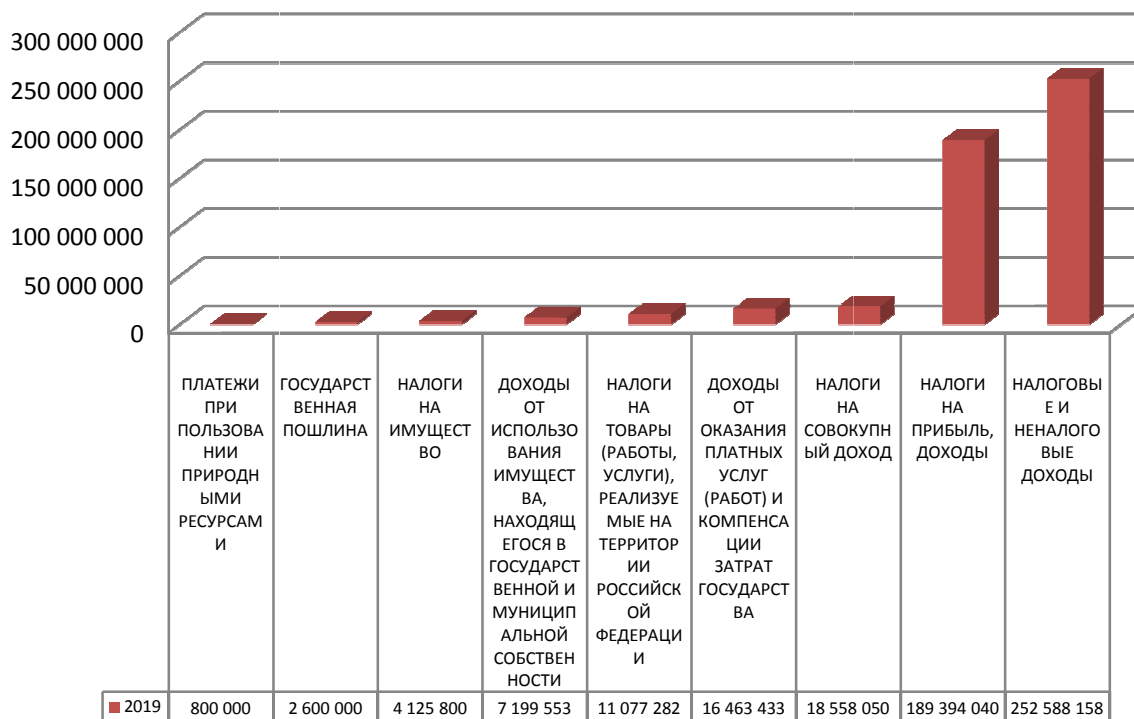 300 000 000
250 000 000
200 000 000
150 000 000
100 000 000
50 000 000
0
ПЛАТЕЖИ
ПРИ
ПОЛЬЗОВА
НИИ
ПРИРОДН
ЫМИ
РЕСУРСАМ
И
ГОСУДАРСТ
ВЕННАЯ
ПОШЛИНА
НАЛОГИ
НА
ИМУЩЕСТ
ВО
ДОХОДЫ
ОТ
ИСПОЛЬЗО
ВАНИЯ
ИМУЩЕСТ
ВА,
НАХОДЯЩ
ЕГОСЯ В
ГОСУДАРСТ
ВЕННОЙ И
МУНИЦИП
АЛЬНОЙ
СОБСТВЕН
НОСТИ
НАЛОГИ
НА
ТОВАРЫ
(РАБОТЫ,
УСЛУГИ),
РЕАЛИЗУЕ
МЫЕ НА
ТЕРРИТОР
ИИ
РОССИЙСК
ОЙ
ФЕДЕРАЦИ
И
ДОХОДЫ
ОТ
ОКАЗАНИЯ
ПЛАТНЫХ
УСЛУГ
(РАБОТ) И
КОМПЕНСА
ЦИИ
ЗАТРАТ
ГОСУДАРСТ
ВА
НАЛОГИ
НА
СОВОКУПН
ЫЙ ДОХОД
НАЛОГИ
НА
ПРИБЫЛЬ,
ДОХОДЫ
НАЛОГОВЫ
Е И
НЕНАЛОГО
ВЫЕ
ДОХОДЫ
2019 800 000 2 600 000 4 125 800 7 199 553 11 077 282 16 463 433 18 558 050 189 394 040 252 588 158